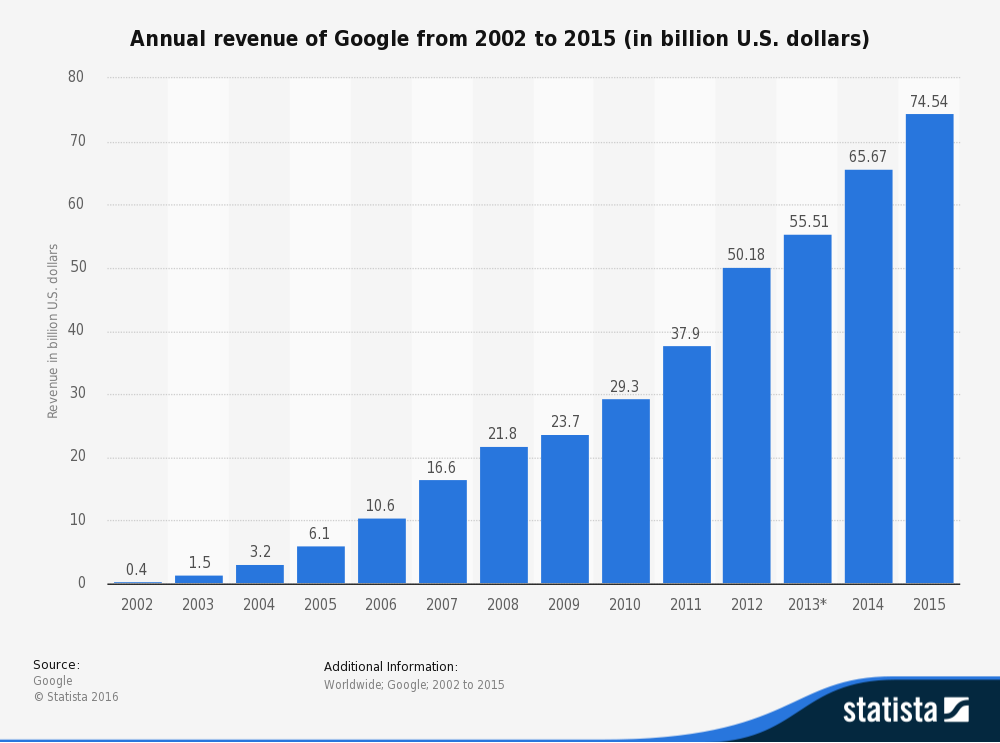 Annual revenue of Google from 2002 to 2015 (in billion U.S. dollars)
Revenue in billion U.S. dollars
80
70
60
50
40
30
20
10
0
0.4
1.5
3.2
6.1
10.6
16.6
21.8
23.7
29.3
37.9
50.18
55.51
65.67
74.54
2002 2003 2004 2005 2006 2007 2008 2009 2010 2011 2012 2013* 2014 2015
Source:
Google
© Statista 2016
Additional Information:
Worldwide; Google; 2002 to 2015
statista